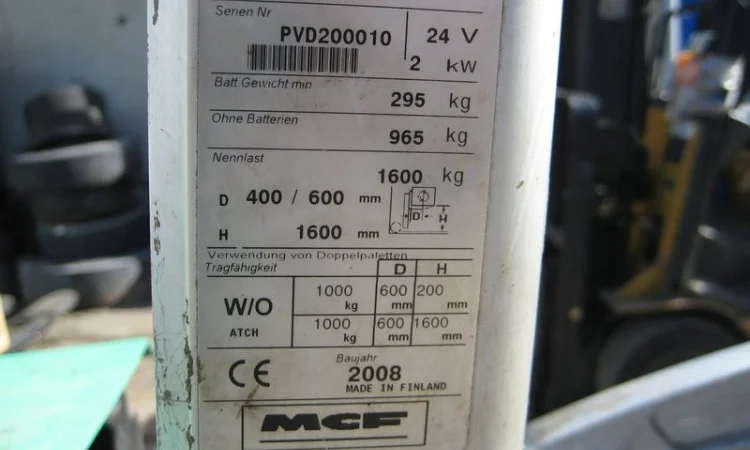 Serien Nr
PVD200010 24 V
2 kW
Batt Gewicht min
295 kg
Ohne Batterien
965 kg
Nennlast
1600 kg
D 400 / 600 mm
D H
H 1600 mm
Verwendung von Doppelpaletten
Tragfähigkeit D H
W/O ATCH
1000 kg 600 mm 200 mm
1000 kg 600 mm 1600 mm
Baujahr
CE 2008
MADE IN FINLAND
MCF